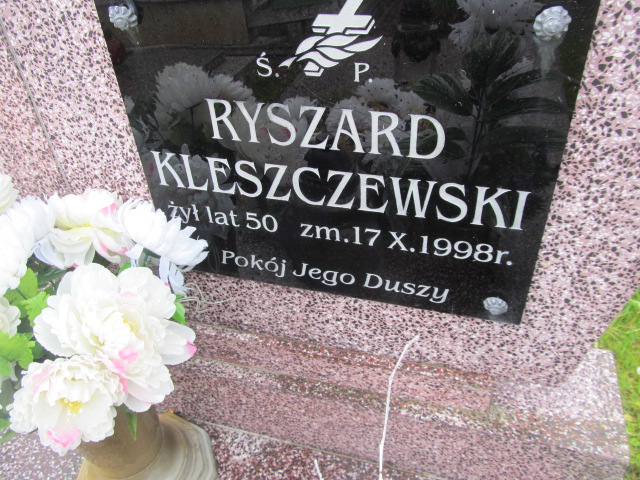 Ś. P.
RYSZARD
KLESZCZEWSKI
żył lat 50 zm.17 X.1998r.
Pokój Jego Duszy